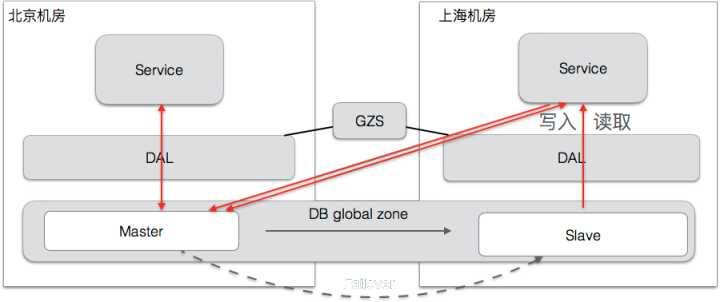 北京机房
上海机房
Service
Service
GZS
写入 读取
DAL
DAL
DB global zone
Master
Slave
Failover